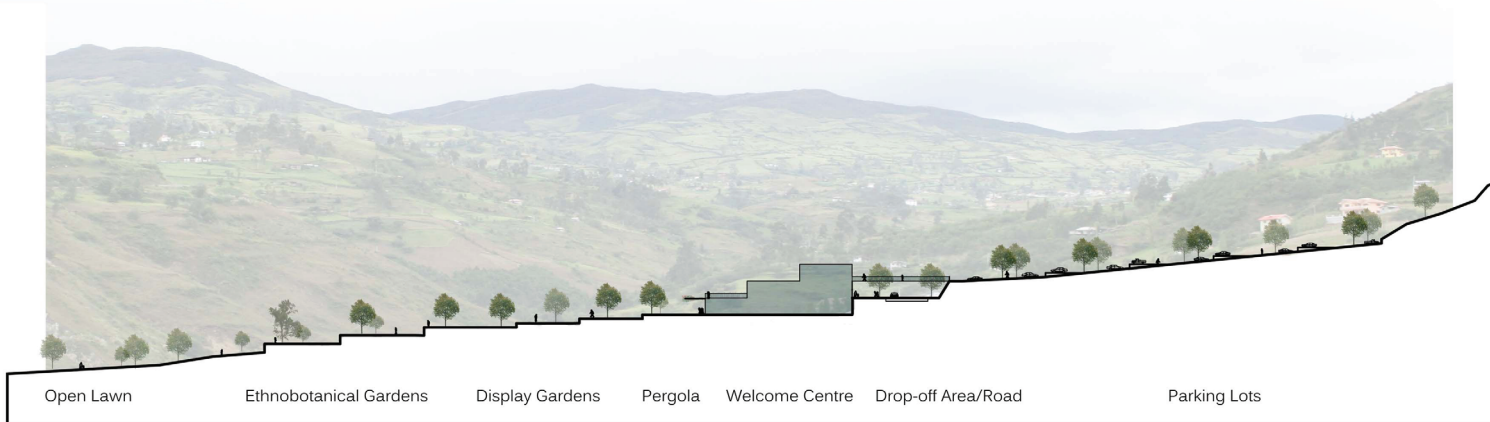 Open Lawn
Ethnobotanical Gardens
Display Gardens
Pergola
Welcome Centre
Drop-off Area/Road
Parking Lots